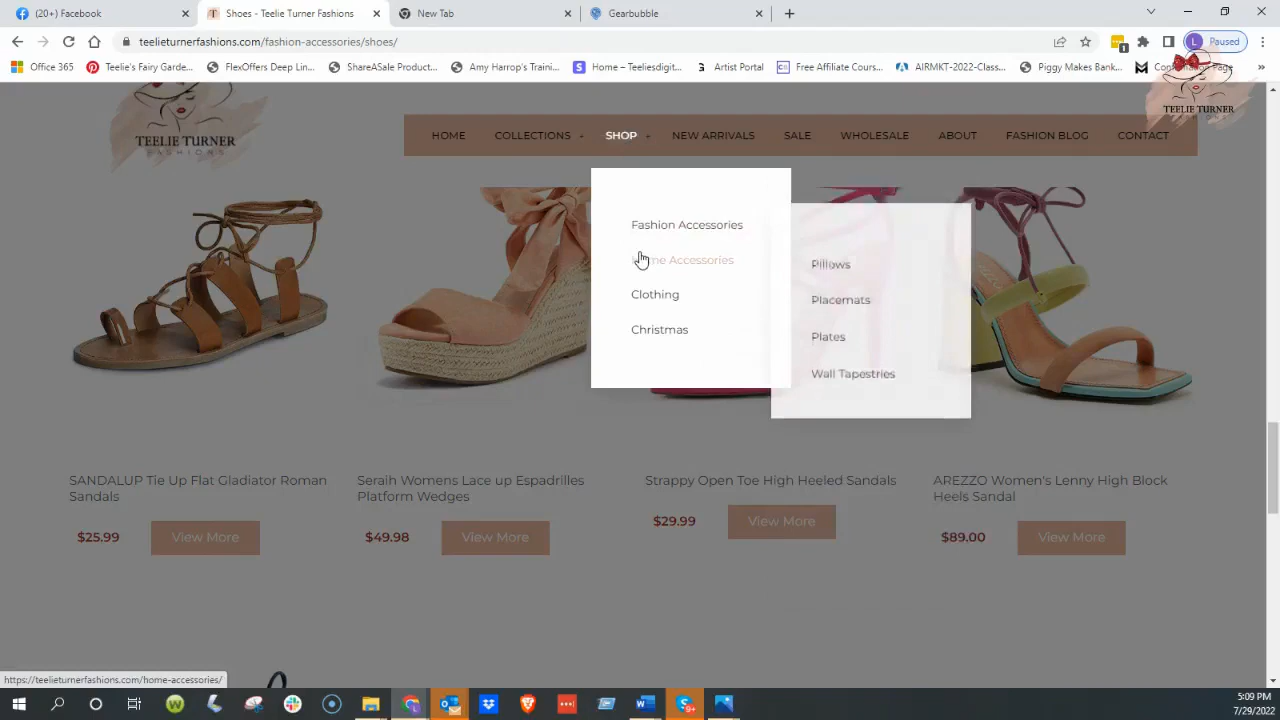 (20+) Facebook
Shoes - Teelie Turner Fashions
New Tab
Gearbubble
teelieturnerfashions.com/fashion-accessories/shoes/
1
L
Paused
Office 365
Teelie's Fairy Garde...
FlexOffers Deep Lin...
ShareASale Product...
Amy Harrop's Traini...
Home – Teeliesdigit...
Artist Portal
Free Affiliate Cours...
AIRMKT-2022-Class...
Piggy Makes Bank...
Page
»
TEELIE TURNER
TEELIE TURNER
FASHIONS
HOME
COLLECTIONS
SHOP
NEW ARRIVALS
SALE
WHOLESALE
ABOUT
FASHION BLOG
CONTACT
Fashion Accessories
Accessories
Clothing
Christmas
Pillows
Placemats
Plates
Wall Tapestries
SANDALUP Tie Up Flat Gladiator Roman
Sandals
$25.99
View More
Seraih Womens Lace up Espadrilles
Platform Wedges
$49.98
View More
Strappy Open Toe High Heeled Sandals
$29.99
View More
AREZZO Women's Lenny High Block
Heels Sandal
$89.00
View More
https://teelieturnerfashions.com/home-accessories/
5:09 PM
7/29/2022